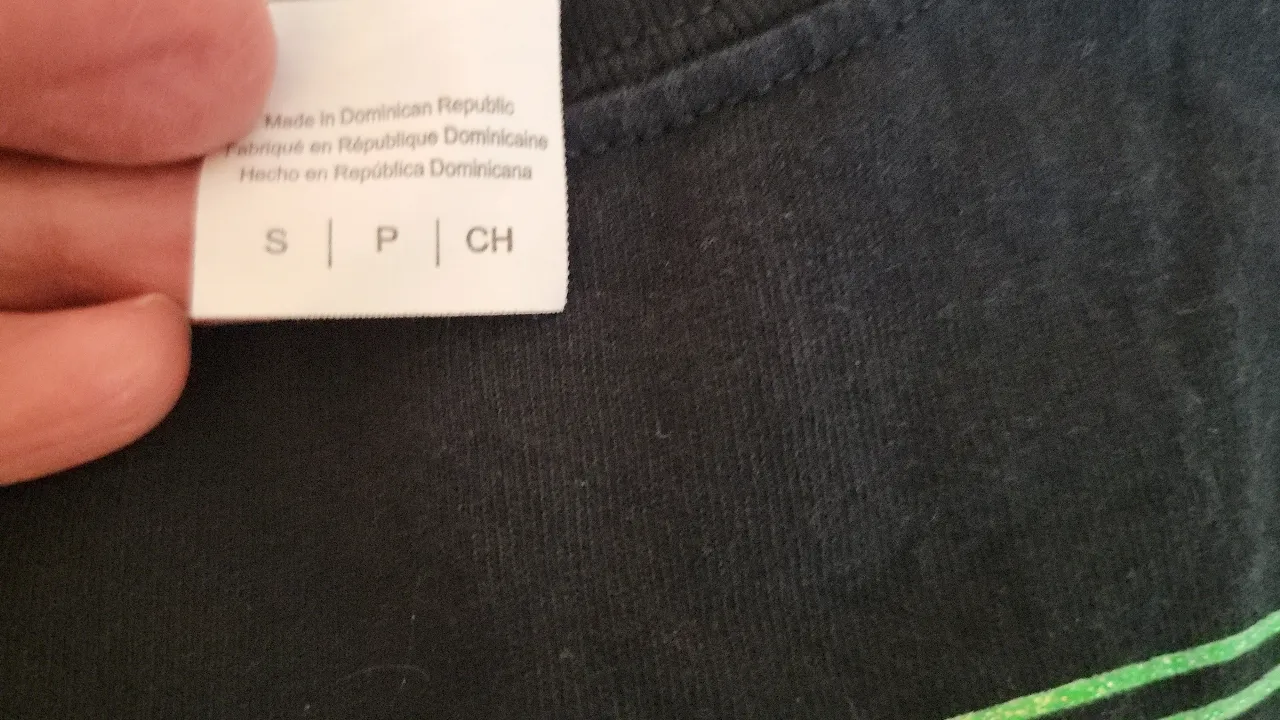 Made in Dominican Republic
Fabriqué en République Dominicaine
Hecho en República Dominicana
S | P | CH